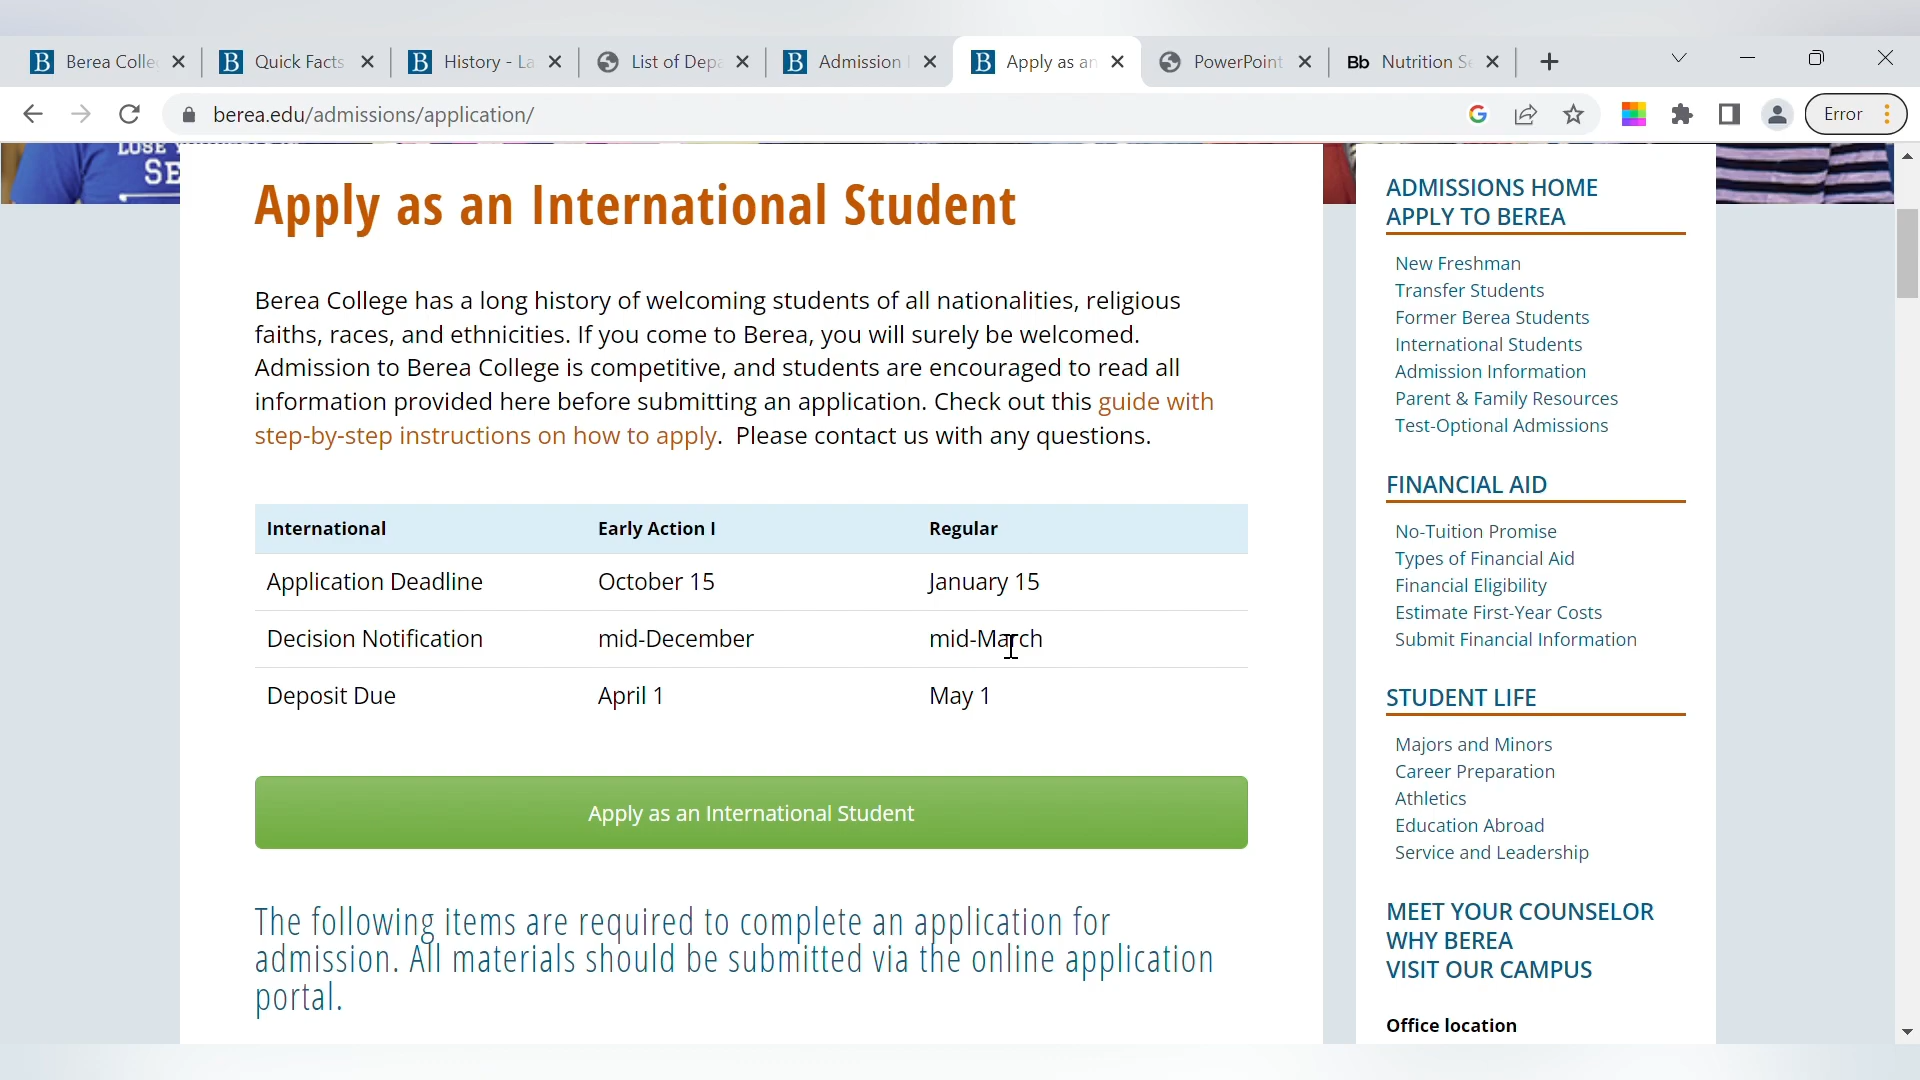 Berea Colle
Quick Facts
History - La
List of Depa
Admission
Apply as an
PowerPoint
Bb Nutrition Se
berea.edu/admissions/application/
Error
SE
Apply as an International Student
Berea College has a long history of welcoming students of all nationalities, religious
faiths, races, and ethnicities. If you come to Berea, you will surely be welcomed.
Admission to Berea College is competitive, and students are encouraged to read all
information provided here before submitting an application. Check out this guide with
step-by-step instructions on how to apply. Please contact us with any questions.
International Early Action I Regular
Application Deadline October 15 January 15
Decision Notification mid-December mid-March
Deposit Due April 1 May 1
Apply as an International Student
The following items are required to complete an application for
admission. All materials should be submitted via the online application
portal.
ADMISSIONS HOME
APPLY TO BEREA
New Freshman
Transfer Students
Former Berea Students
International Students
Admission Information
Parent & Family Resources
Test-Optional Admissions
FINANCIAL AID
No-Tuition Promise
Types of Financial Aid
Financial Eligibility
Estimate First-Year Costs
Submit Financial Information
STUDENT LIFE
Majors and Minors
Career Preparation
Athletics
Education Abroad
Service and Leadership
MEET YOUR COUNSELOR
WHY BEREA
VISIT OUR CAMPUS
Office location